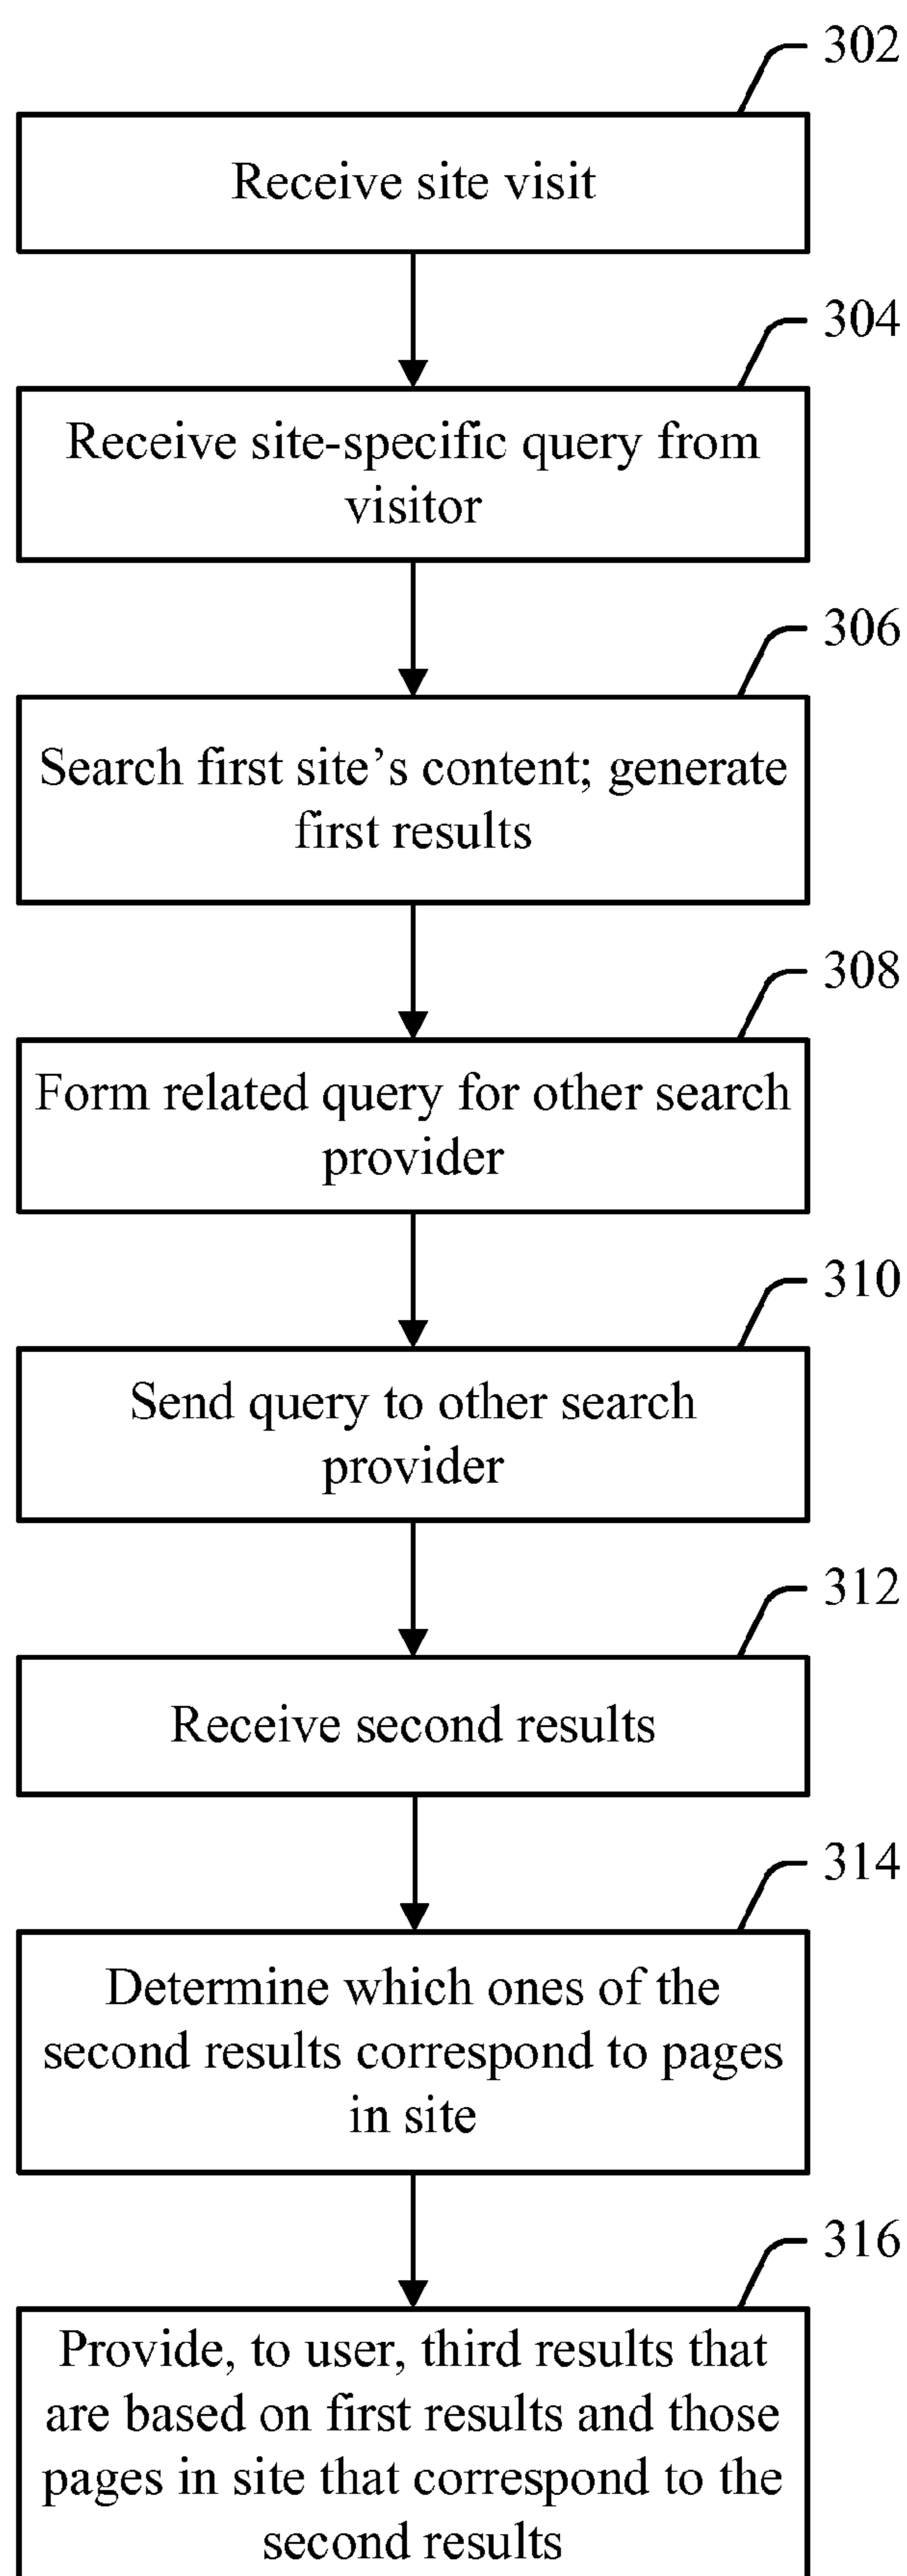 302
Receive site visit
304
Receive site-specific query from
visitor
306
Search first site’s content; generate
first results
308
Form related query for other search
provider
310
Send query to other search
provider
312
Receive second results
314
Determine which ones of the
second results correspond to pages
in site
316
Provide, to user, third results that
are based on first results and those
pages in site that correspond to the
second results